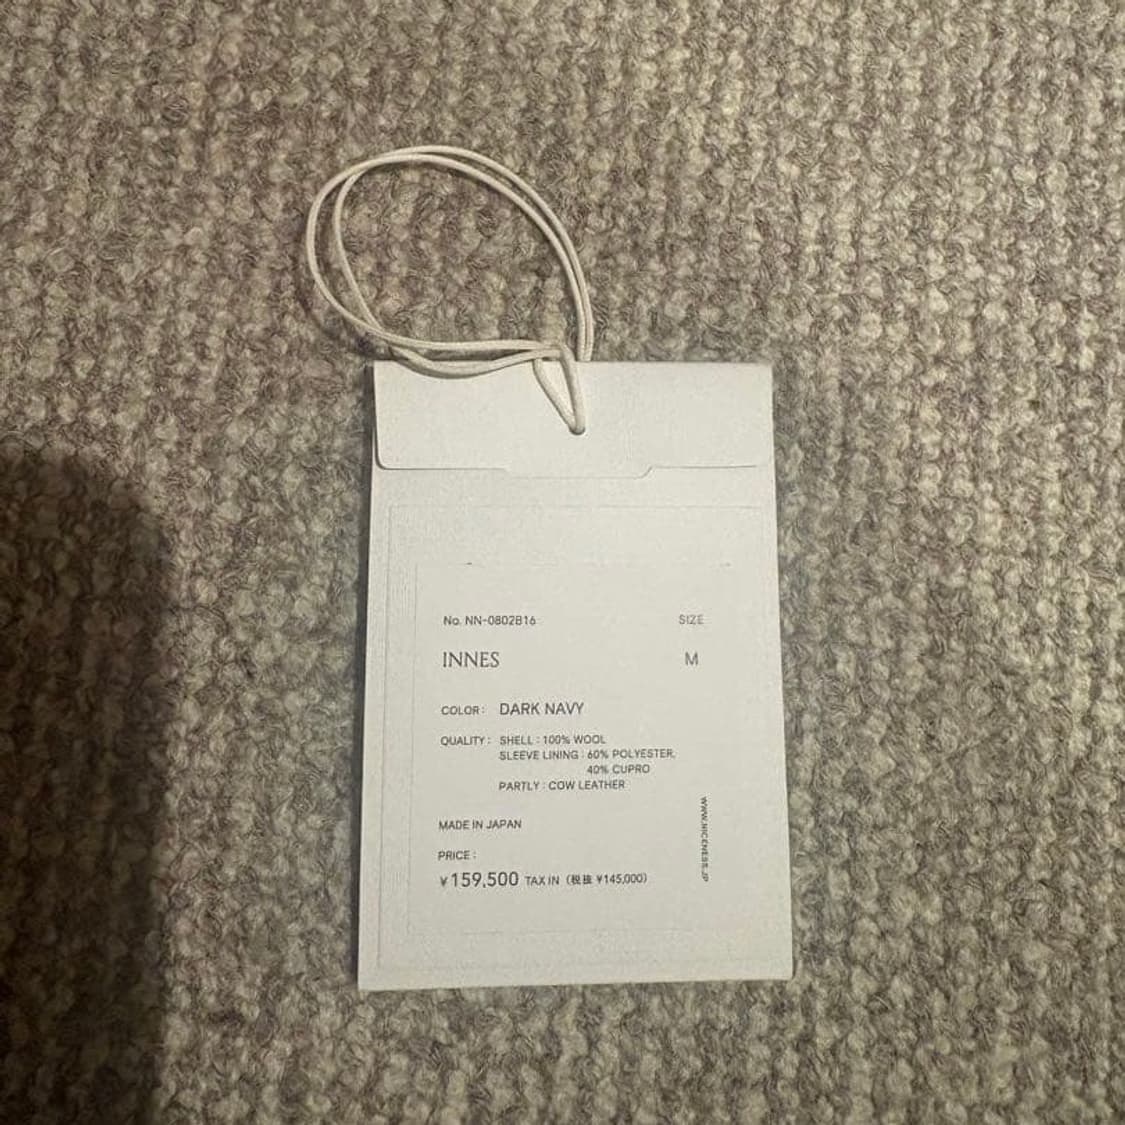 No. NN-0802B16 SIZE
INNES M
COLOR : DARK NAVY
QUALITY : SHELL : 100% WOOL
SLEEVE LINING : 60% POLYESTER,
40% CUPRO
PARTLY : COW LEATHER
MADE IN JAPAN
PRICE :
¥159,500 TAX IN (税抜 ¥145,000)
WWW.NICENESS.JP